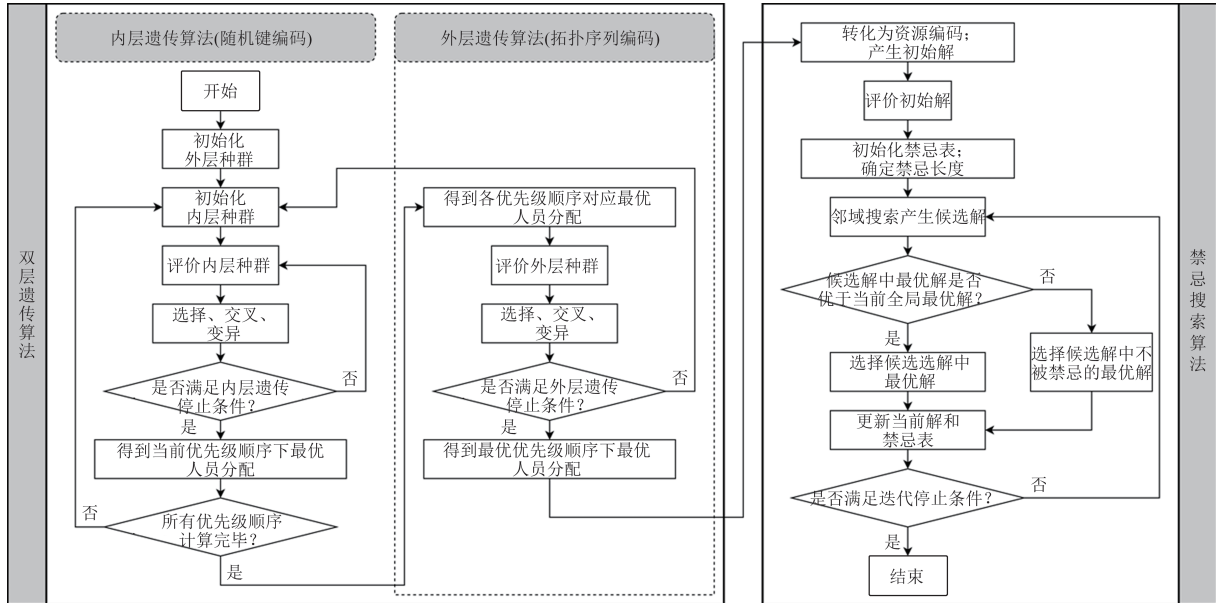 双层遗传算法
内层遗传算法(随机键编码)
开始
初始化
外层种群
初始化
内层种群
评价内层种群
选择、交叉、
变异
是否满足内层遗传
停止条件?
否
是
得到当前优先级顺序下最优
人员分配
所有优先级顺序
计算完毕?
否
是
外层遗传算法(拓扑序列编码)
得到各优先级顺序对应最优
人员分配
评价外层种群
选择、交叉、
变异
是否满足外层遗传
停止条件?
否
是
得到最优优先级顺序下最优
人员分配
转化为资源编码;
产生初始解
评价初始解
初始化禁忌表;
确定禁忌长度
邻域搜索产生候选解
候选解中最优解是否
优于当前全局最优解?
否
是
选择候选选解中
最优解
选择候选解中不
被禁忌的最优解
更新当前解和
禁忌表
是否满足迭代停止条件?
否
是
结束
禁忌搜索算法